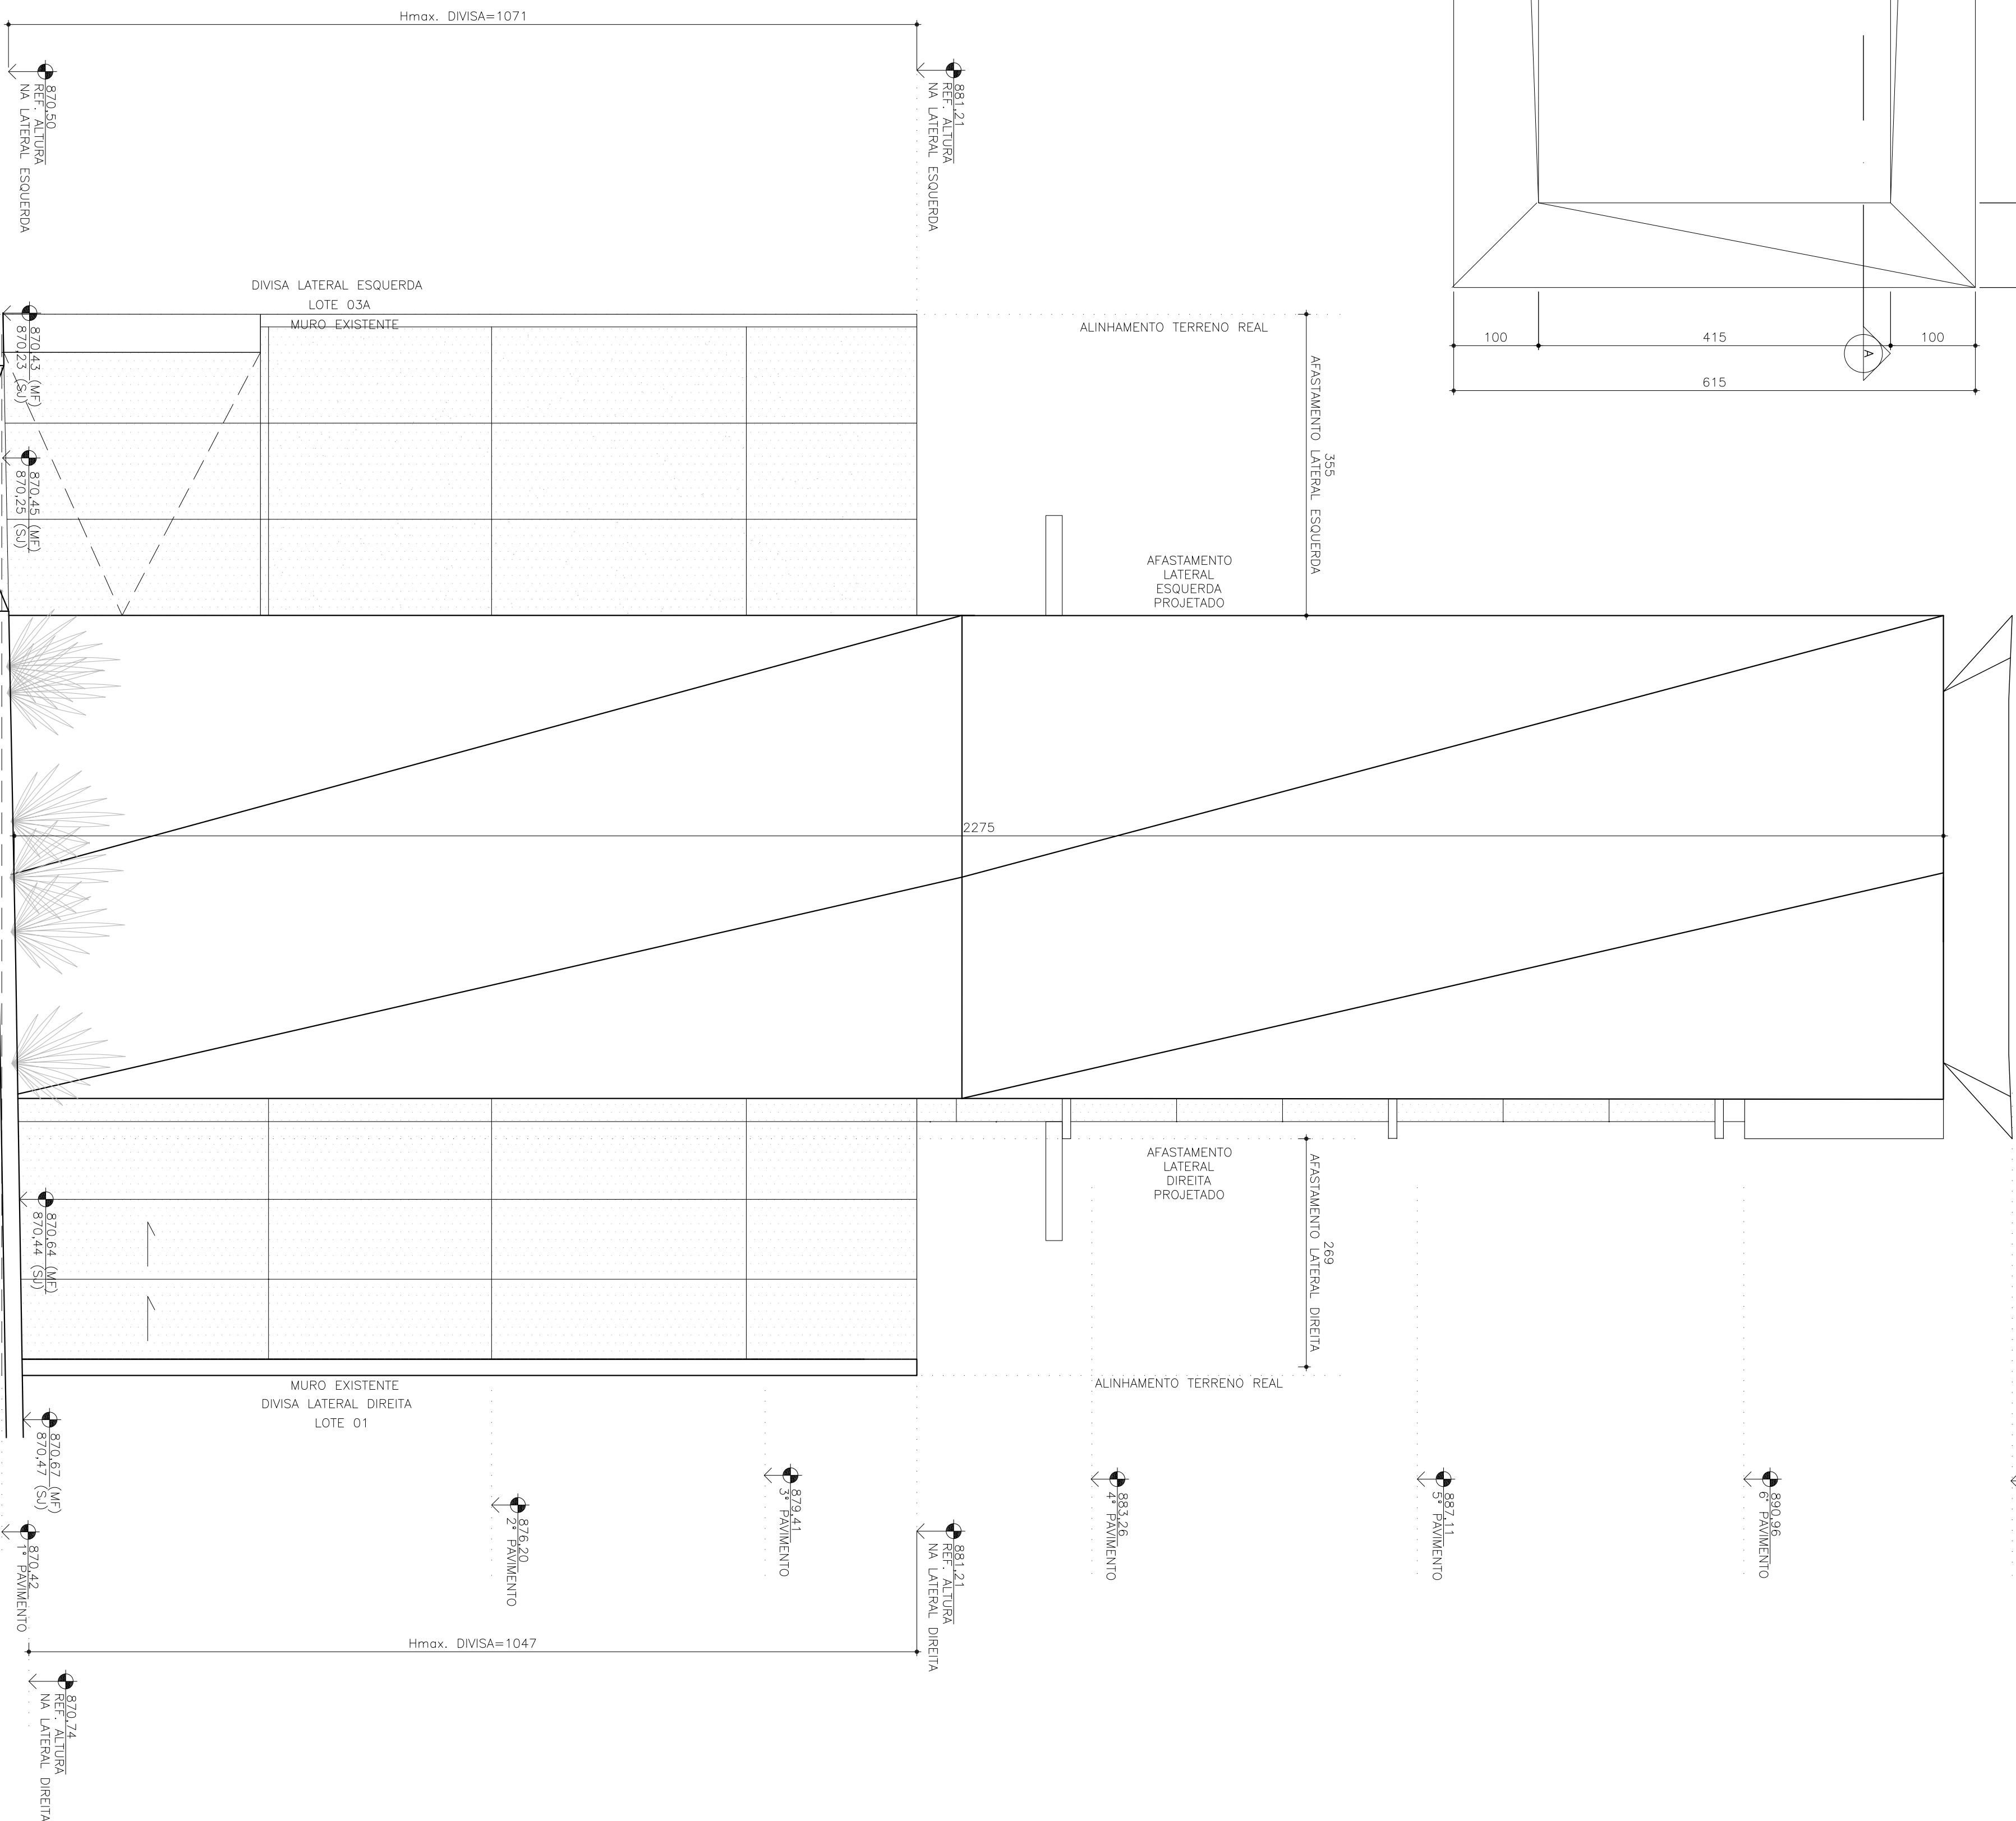 Hmax. DIVISA=1071
870,50
REF. ALTURA
NA LATERAL ESQUERDA
881,21
REF. ALTURA
NA LATERAL ESQUERDA
DIVISA LATERAL ESQUERDA
LOTE 03A
MURO EXISTENTE
ALINHAMENTO TERRENO REAL
100
415
100
A
615
870,43 (MF)
870,23 (SJ)
870,45 (MF)
870,25 (SJ)
355
AFASTAMENTO LATERAL ESQUERDA
AFASTAMENTO
LATERAL
ESQUERDA
PROJETADO
2275
AFASTAMENTO
LATERAL
DIREITA
PROJETADO
269
AFASTAMENTO LATERAL DIREITA
870,64 (MF)
870,44 (SJ)
MURO EXISTENTE
DIVISA LATERAL DIREITA
LOTE 01
ALINHAMENTO TERRENO REAL
870,67 (MF)
870,47 (SJ)
870,42
1° PAVIMENTO
876,20
2° PAVIMENTO
879,41
3° PAVIMENTO
881,21
REF. ALTURA
NA LATERAL DIREITA
883,26
4° PAVIMENTO
887,11
5° PAVIMENTO
890,96
6° PAVIMENTO
Hmax. DIVISA=1047
870,74
REF. ALTURA
NA LATERAL DIREITA